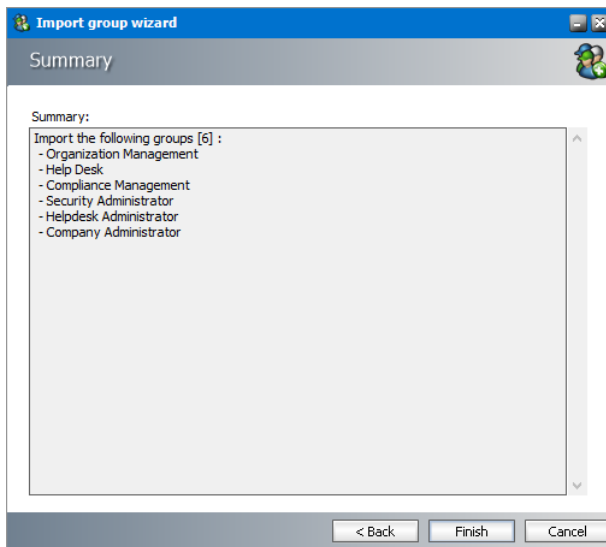 Import group wizard
Summary
Summary:
Import the following groups [6] :
- Organization Management
- Help Desk
- Compliance Management
- Security Administrator
- Helpdesk Administrator
- Company Administrator
< Back Finish Cancel